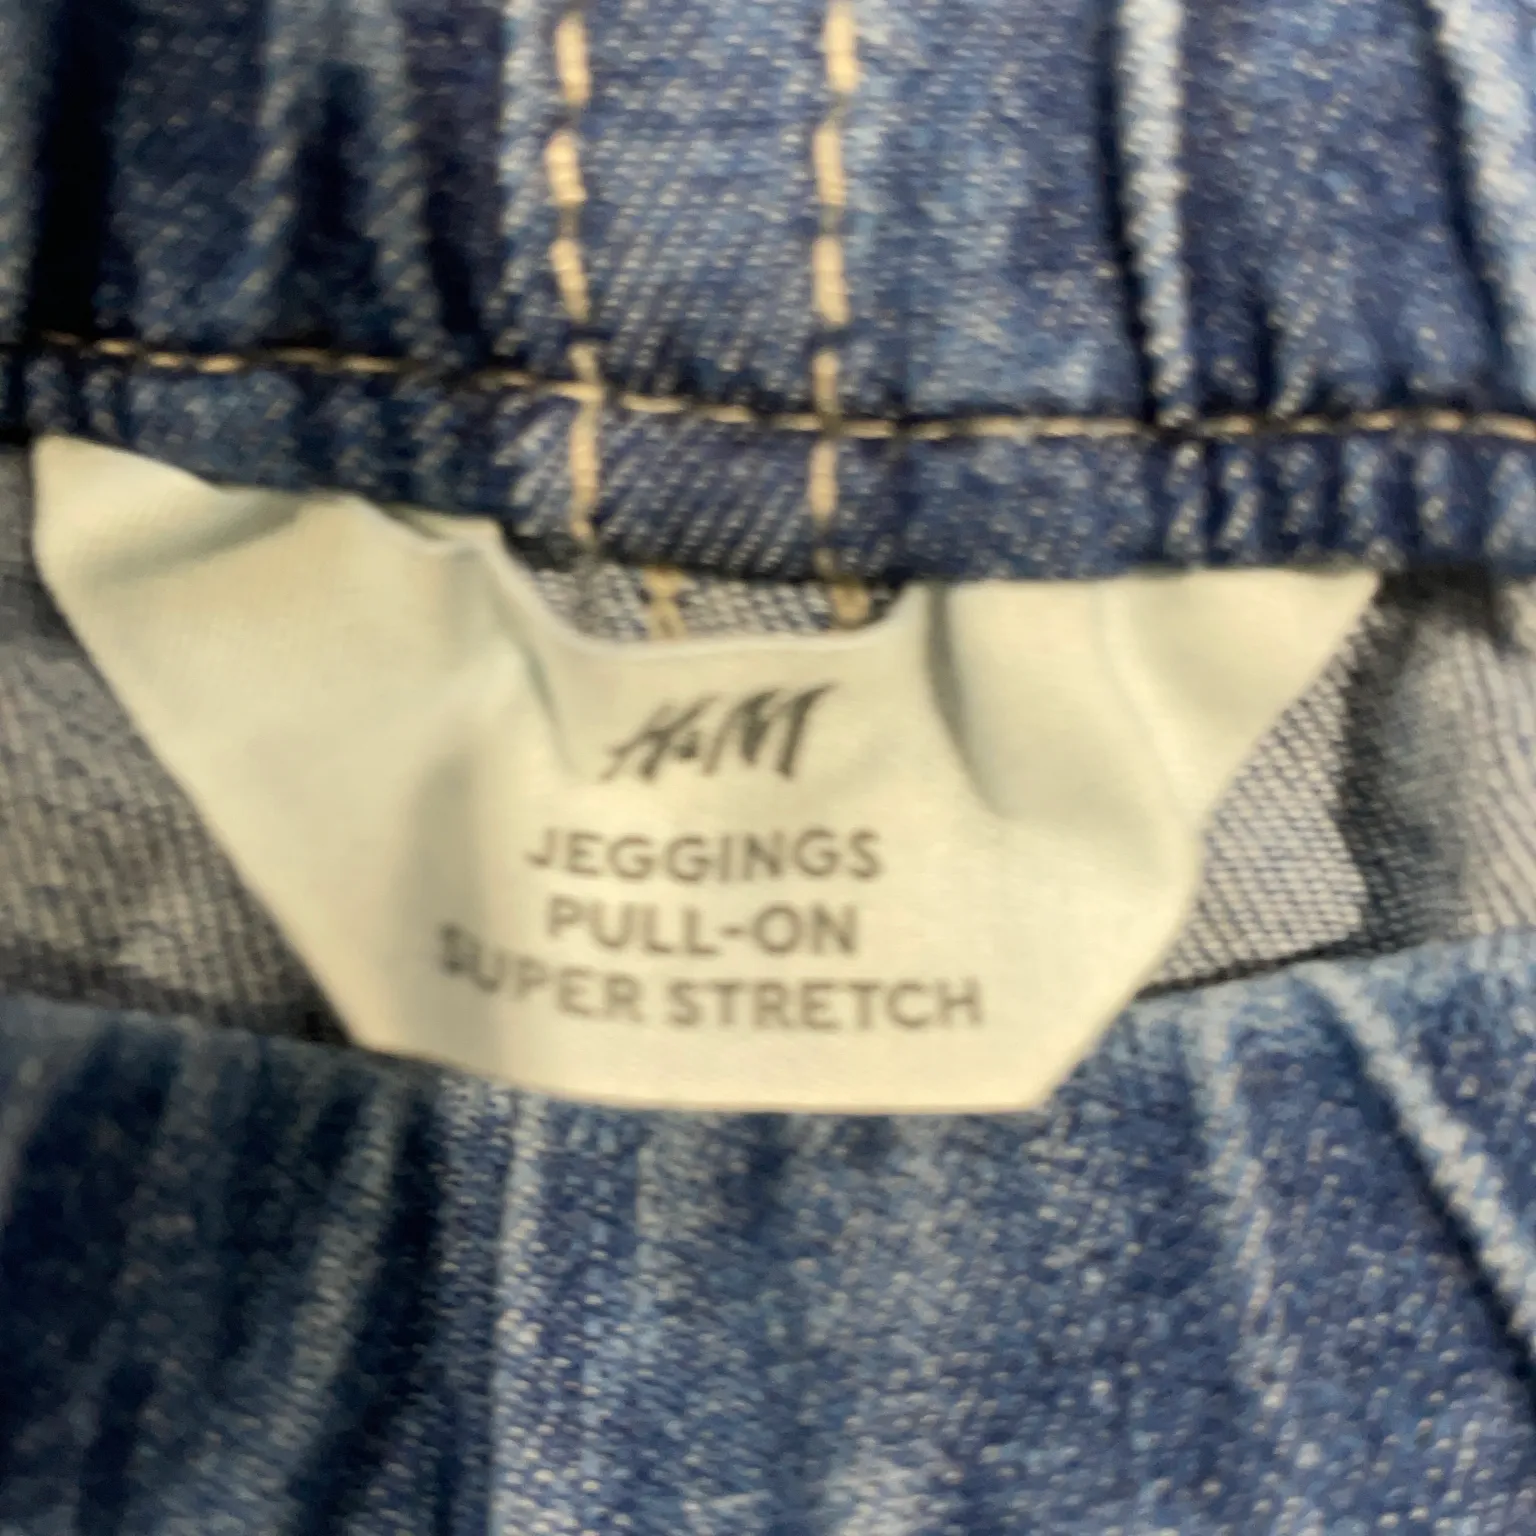 H&M
JEGGINGS
PULL-ON
SUPER STRETCH